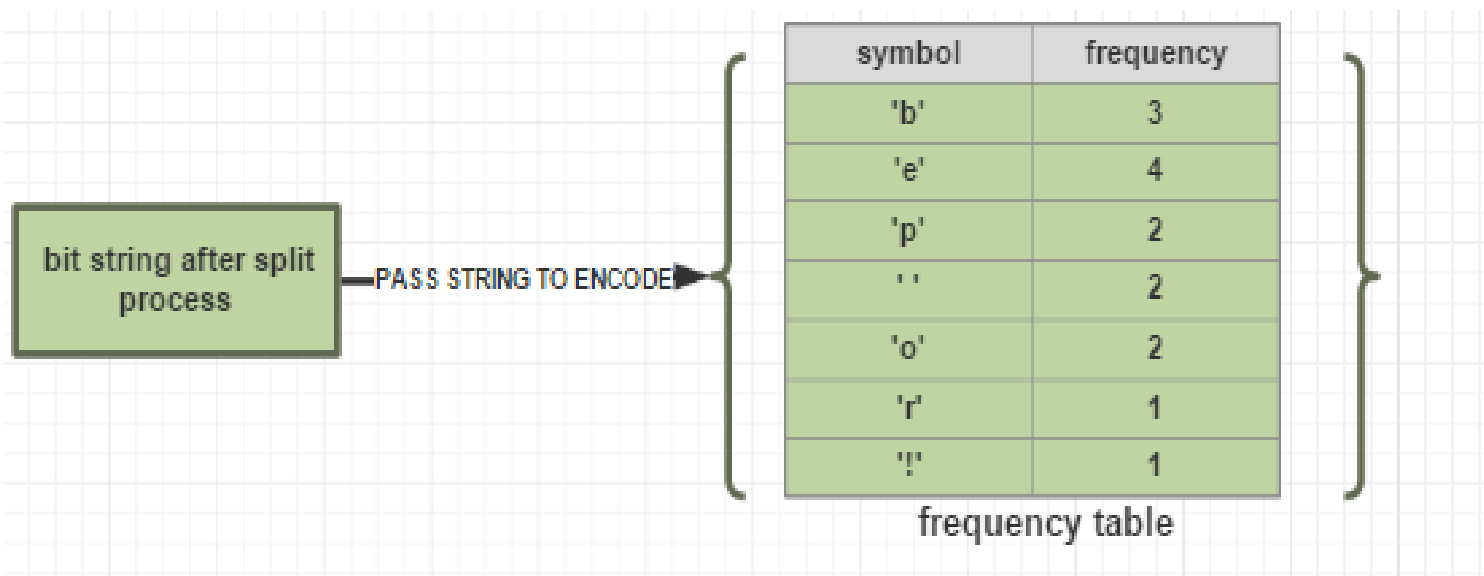 bit string after split
process
PASS STRING TO ENCODE
symbol frequency
'b' 3
'e' 4
'p' 2
' ' 2
'o' 2
'r' 1
'!' 1
frequency table